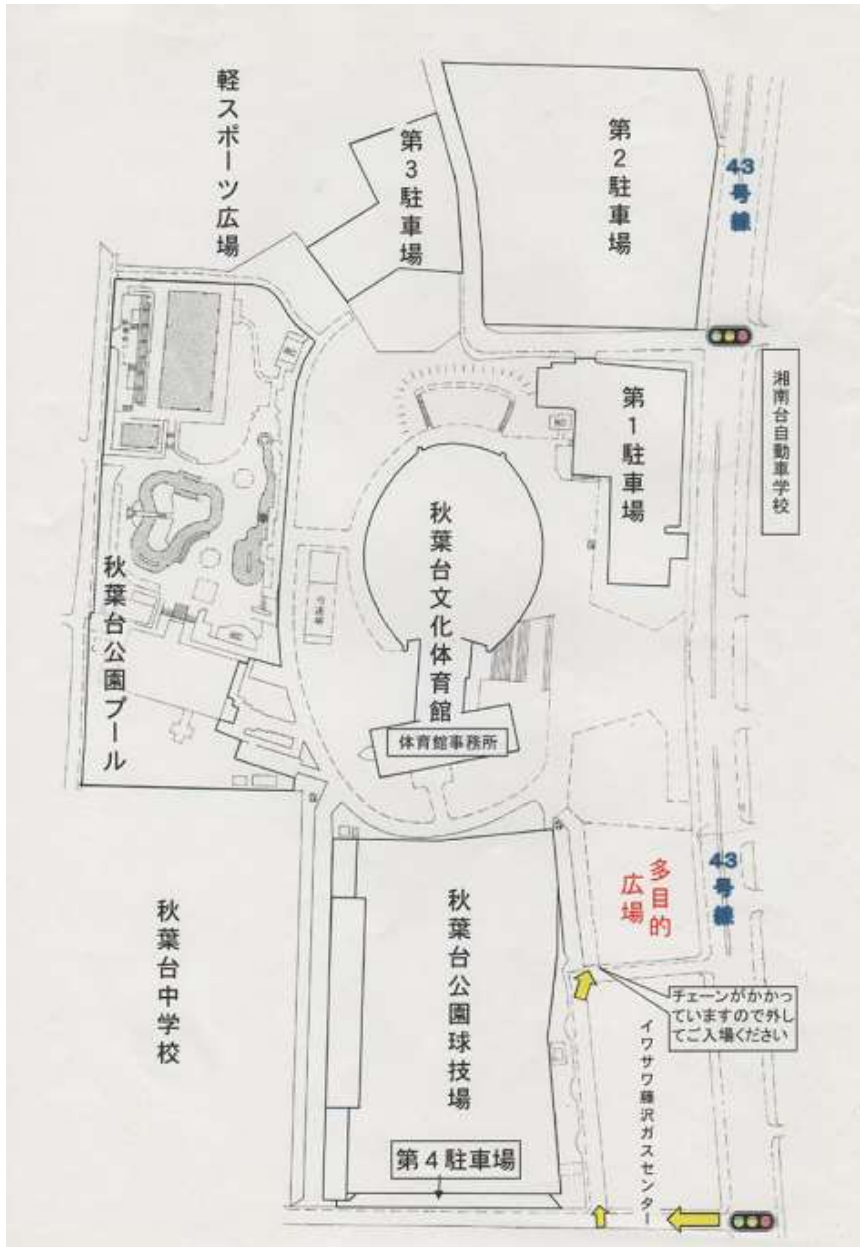 軽スポーツ広場
第3駐車場
第2駐車場
43号線
湘南台自動車学校
第1駐車場
秋葉台文化体育館
体育館事務所
弓道場
秋葉台公園プール
WC
WC
WC
43号線
多目的
広場
チェーンがかかっ
ていますので外し
てご入場ください
秋葉台公園球技場
秋葉台中学校
イワサワ藤沢ガスセンター
第4駐車場